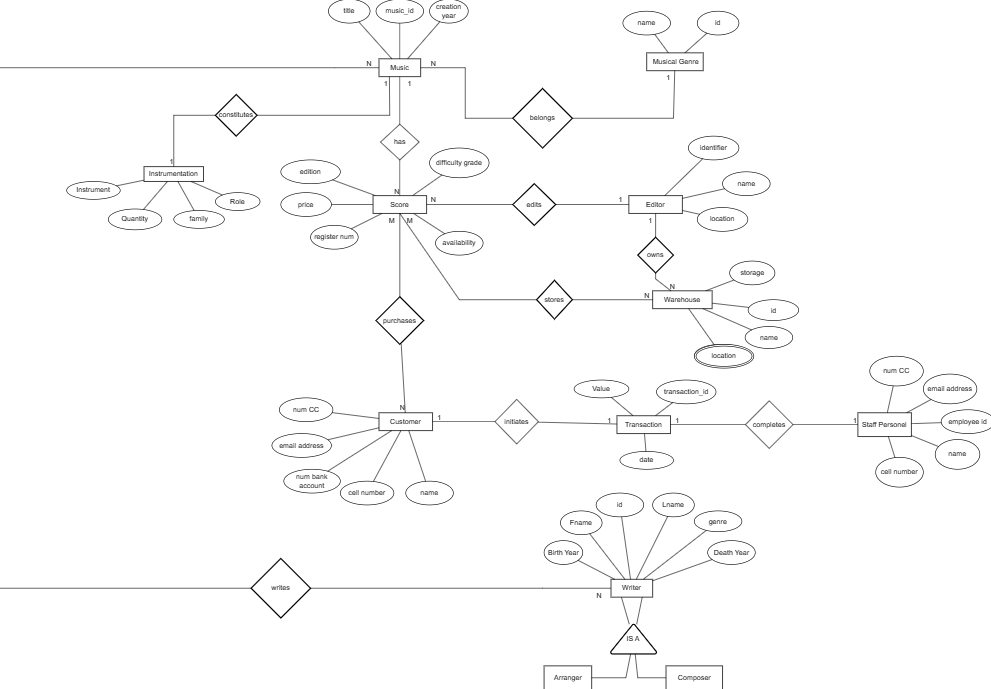 title
music_id
creation
year
name
id
N
Music
N
Musical Genre
1
1
1
constitutes
belongs
has
identifier
1
Instrumentation
edition
difficulty grade
name
Instrument
Role
N
price
Score
N
edits
1
Editor
Quantity
family
M
M
1
location
register num
availability
owns
storage
N
stores
N
Warehouse
id
purchases
name
location
num CC
Value
transaction_id
email address
num CC
N
Customer
1
initiates
1
Transaction
1
completes
1
Staff Personel
employee id
email address
name
date
num bank
account
cell number
name
cell number
id
Lname
Fname
genre
Birth Year
Death Year
writes
Writer
N
IS A
Arranger
Composer